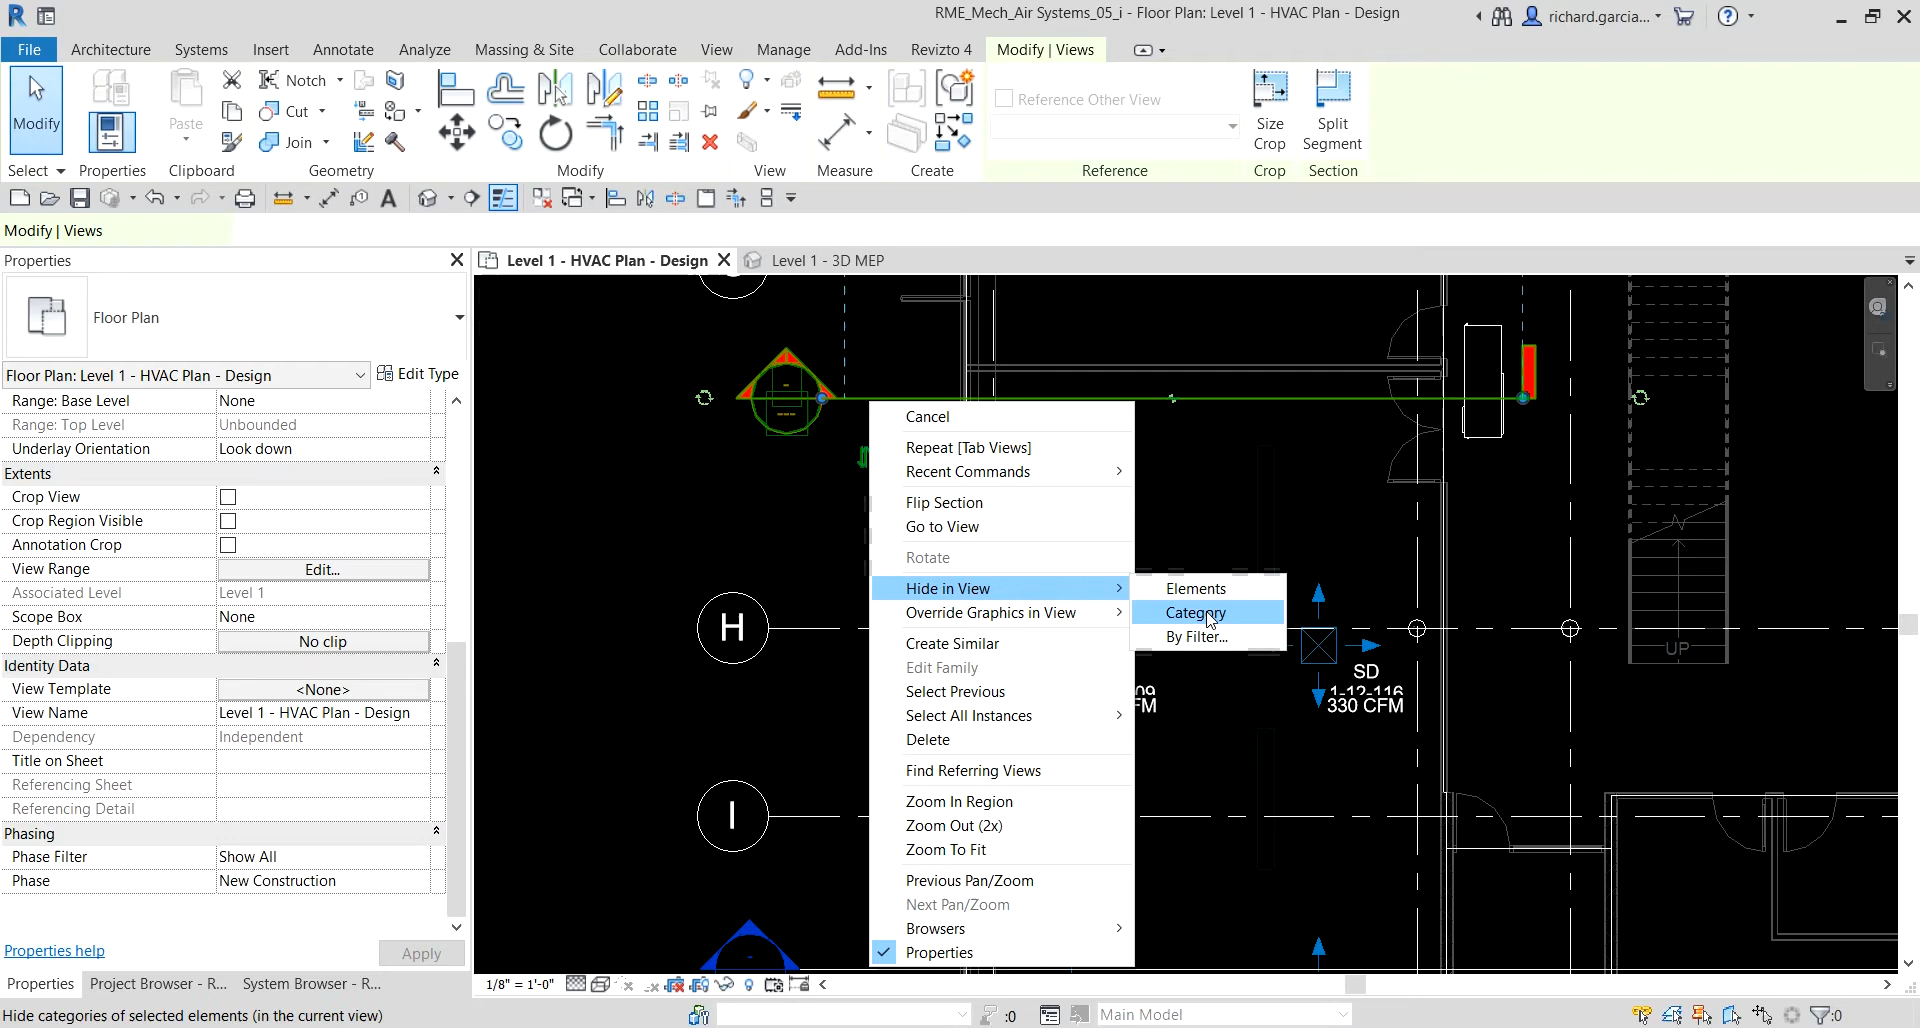 RME_Mech_Air Systems_05_i - Floor Plan: Level 1 - HVAC Plan - Design
richard.garcia...
File Architecture Systems Insert Annotate Analyze Massing & Site Collaborate View Manage Add-Ins Revizto 4 Modify | Views
Modify
Paste
Notch
Cut
Join
Reference Other View
Size
Crop
Split
Segment
Select Properties Clipboard Geometry Modify View Measure Create Reference Crop Section
Modify | Views
Properties
Level 1 - HVAC Plan - Design
Level 1 - 3D MEP
Floor Plan
Floor Plan: Level 1 - HVAC Plan - Design
Edit Type
Range: Base Level None
Range: Top Level Unbounded
Underlay Orientation Look down
Extents
Crop View
Crop Region Visible
Annotation Crop
View Range Edit...
Associated Level Level 1
Scope Box None
Depth Clipping No clip
Identity Data
View Template <None>
View Name Level 1 - HVAC Plan - Design
Dependency Independent
Title on Sheet
Referencing Sheet
Referencing Detail
Phasing
Phase Filter Show All
Phase New Construction
Properties help
Apply
Properties Project Browser - R... System Browser - R...
Cancel
Repeat [Tab Views]
Recent Commands
Flip Section
Go to View
Rotate
Hide in View
Override Graphics in View
Create Similar
Edit Family
Select Previous
Select All Instances
Delete
Find Referring Views
Zoom In Region
Zoom Out (2x)
Zoom To Fit
Previous Pan/Zoom
Next Pan/Zoom
Browsers
Properties
Elements
Category
By Filter...
H
I
SD
1-12-116
330 CFM
UP
1/8" = 1'-0"
Hide categories of selected elements (in the current view)
:0
Main Model
:0